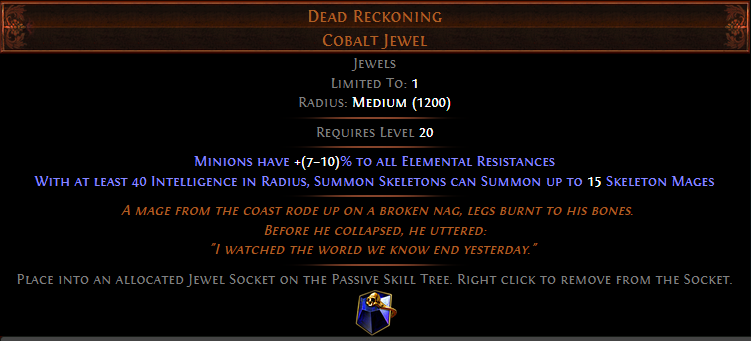 Dead Reckoning
Cobalt Jewel
Jewels
Limited To: 1
Radius: Medium (1200)
Requires Level 20
Minions have +(7–10)% to all Elemental Resistances
With at least 40 Intelligence in Radius, Summon Skeletons can Summon up to 15 Skeleton Mages
A mage from the coast rode up on a broken nag, legs burnt to his bones.
Before he collapsed, he uttered:
"I watched the world we know end yesterday."
Place into an allocated Jewel Socket on the Passive Skill Tree. Right click to remove from the Socket.